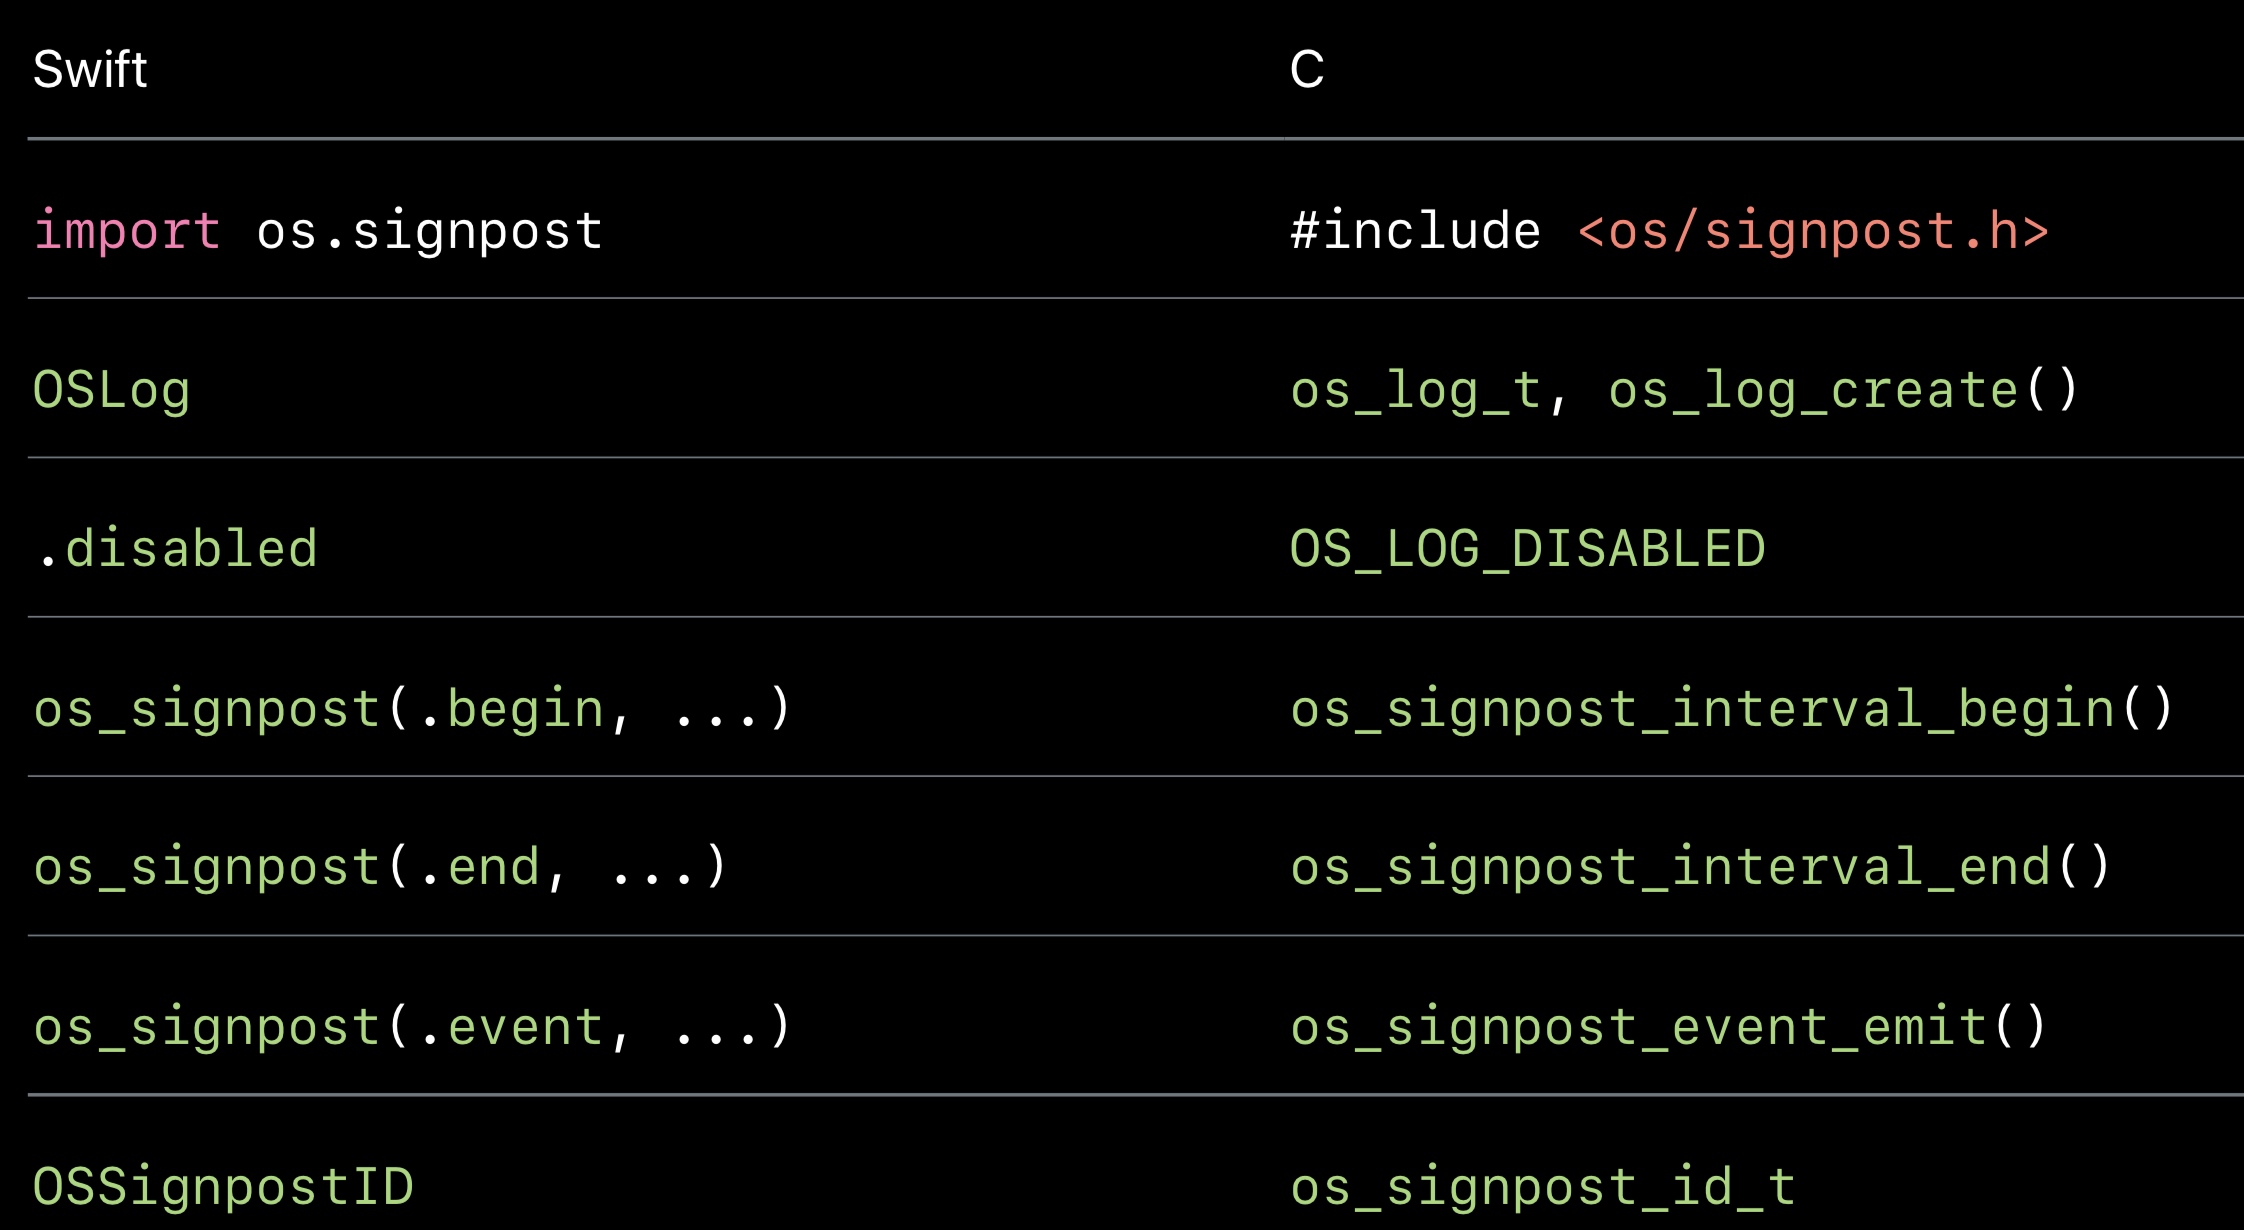 Swift C
import os.signpost #include <os/signpost.h>
OSLog os_log_t, os_log_create()
.disabled OS_LOG_DISABLED
os_signpost(.begin, ...) os_signpost_interval_begin()
os_signpost(.end, ...) os_signpost_interval_end()
os_signpost(.event, ...) os_signpost_event_emit()
OSSignpostID os_signpost_id_t